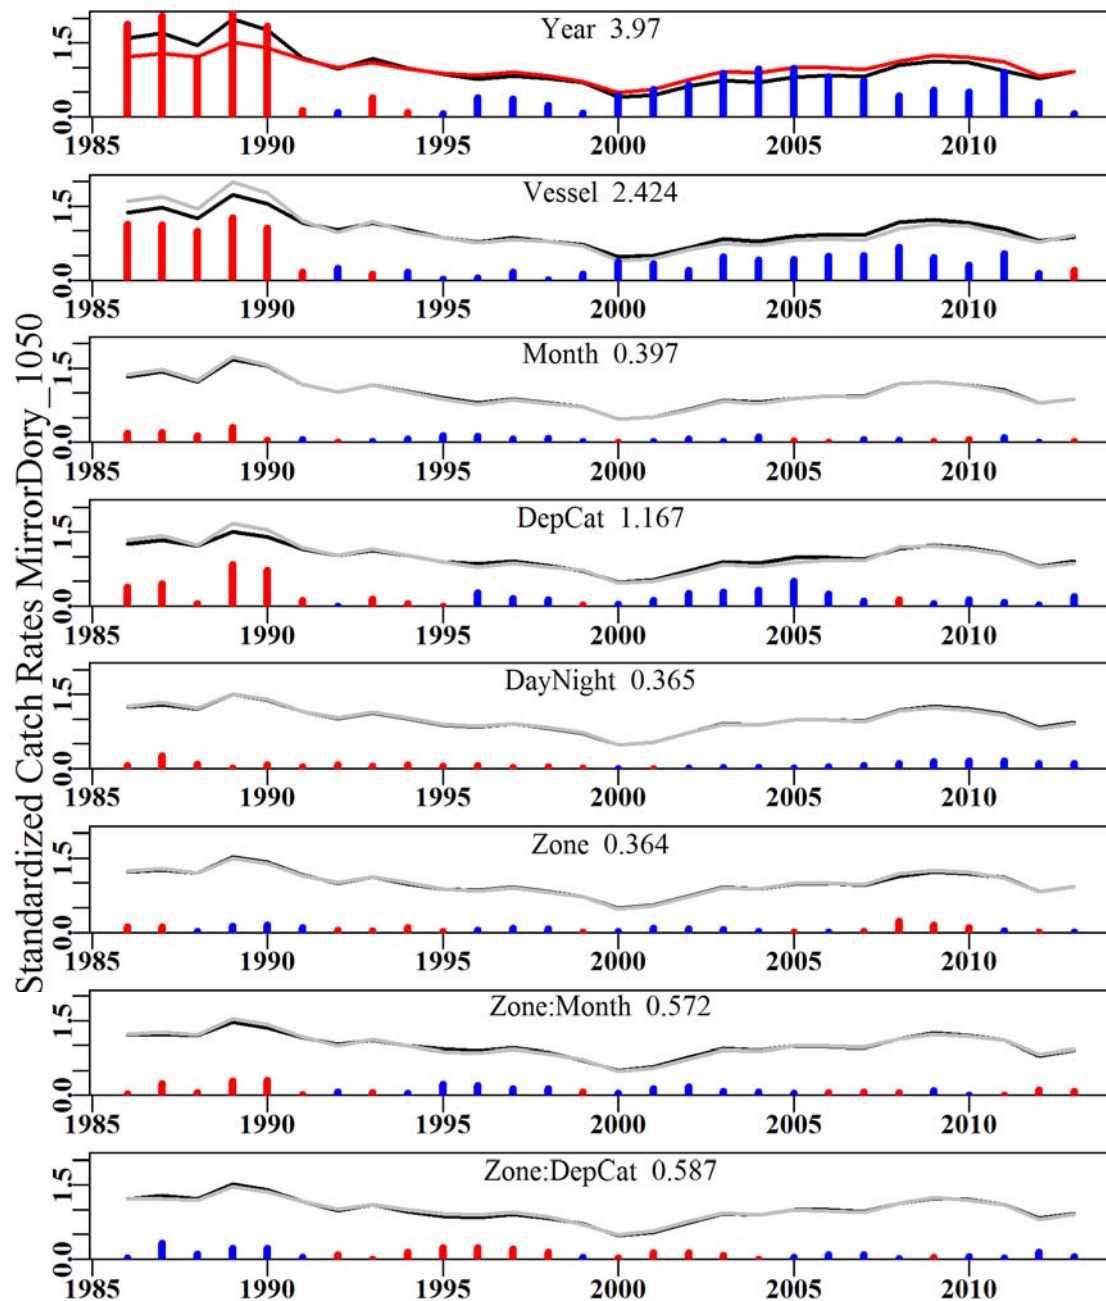 Standardized Catch Rates MirrorDory_1050
Year 3.97
1.5
0.0
1985 1990 1995 2000 2005 2010
Vessel 2.424
1.5
0.0
1985 1990 1995 2000 2005 2010
Month 0.397
1.5
0.0
1985 1990 1995 2000 2005 2010
DepCat 1.167
1.5
0.0
1985 1990 1995 2000 2005 2010
DayNight 0.365
1.5
0.0
1985 1990 1995 2000 2005 2010
Zone 0.364
1.5
0.0
1985 1990 1995 2000 2005 2010
Zone:Month 0.572
1.5
0.0
1985 1990 1995 2000 2005 2010
Zone:DepCat 0.587
1.5
0.0
1985 1990 1995 2000 2005 2010